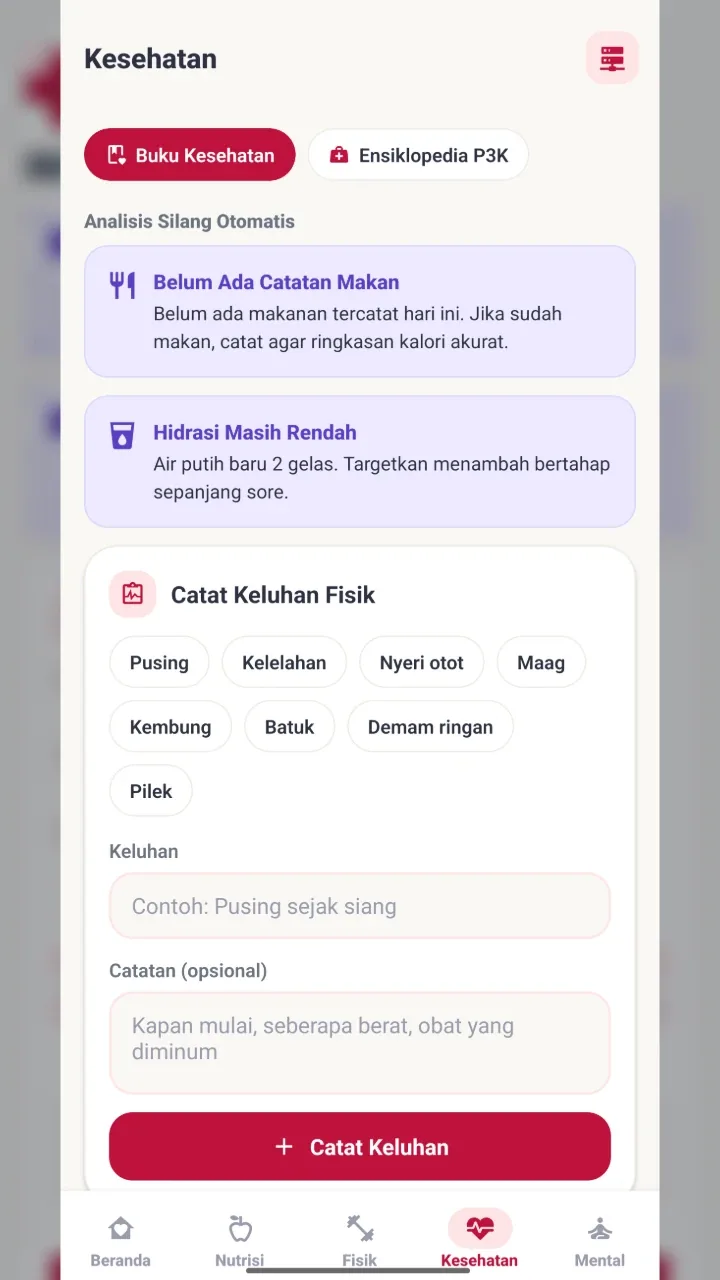 Kesehatan
Buku Kesehatan
Ensiklopedia P3K
Analisis Silang Otomatis
Belum Ada Catatan Makan
Belum ada makanan tercatat hari ini. Jika sudah
makan, catat agar ringkasan kalori akurat.
Hidrasi Masih Rendah
Air putih baru 2 gelas. Targetkan menambah bertahap
sepanjang sore.
Catat Keluhan Fisik
Pusing
Kelelahan
Nyeri otot
Maag
Kembung
Batuk
Demam ringan
Pilek
Keluhan
Contoh: Pusing sejak siang
Catatan (opsional)
Kapan mulai, seberapa berat, obat yang
diminum
+ Catat Keluhan
Beranda
Nutrisi
Fisik
Kesehatan
Mental